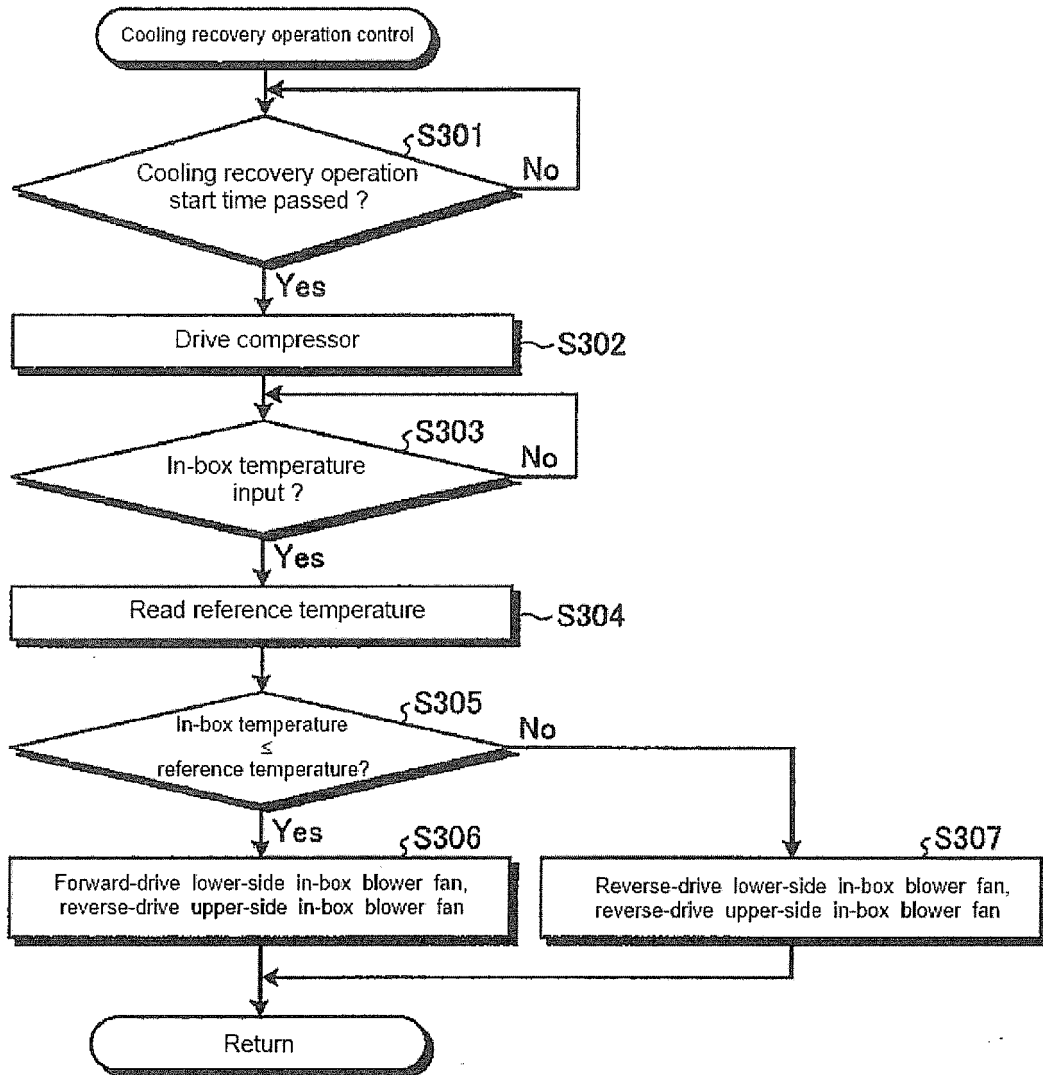 Cooling recovery operation control
S301
Cooling recovery operation
start time passed ?
No
Yes
Drive compressor
S302
S303
In-box temperature
input ?
No
Yes
Read reference temperature
S304
S305
In-box temperature
≤
reference temperature?
No
Yes
S306
Forward-drive lower-side in-box blower fan,
reverse-drive upper-side in-box blower fan
S307
Reverse-drive lower-side in-box blower fan,
reverse-drive upper-side in-box blower fan
Return